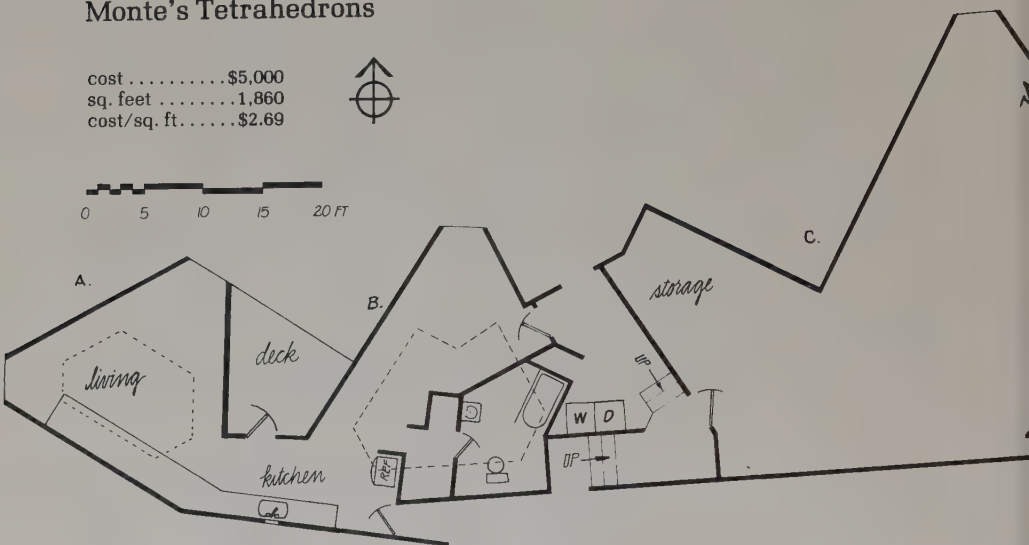 Monte's Tetrahedrons
cost . . . . . . . . . . $5,000
sq. feet . . . . . . . . 1,860
cost/sq. ft. . . . . . $2.69
0 5 10 15 20 FT
A.
B.
C.
living
deck
storage
kitchen
REF
W D
UP
UP